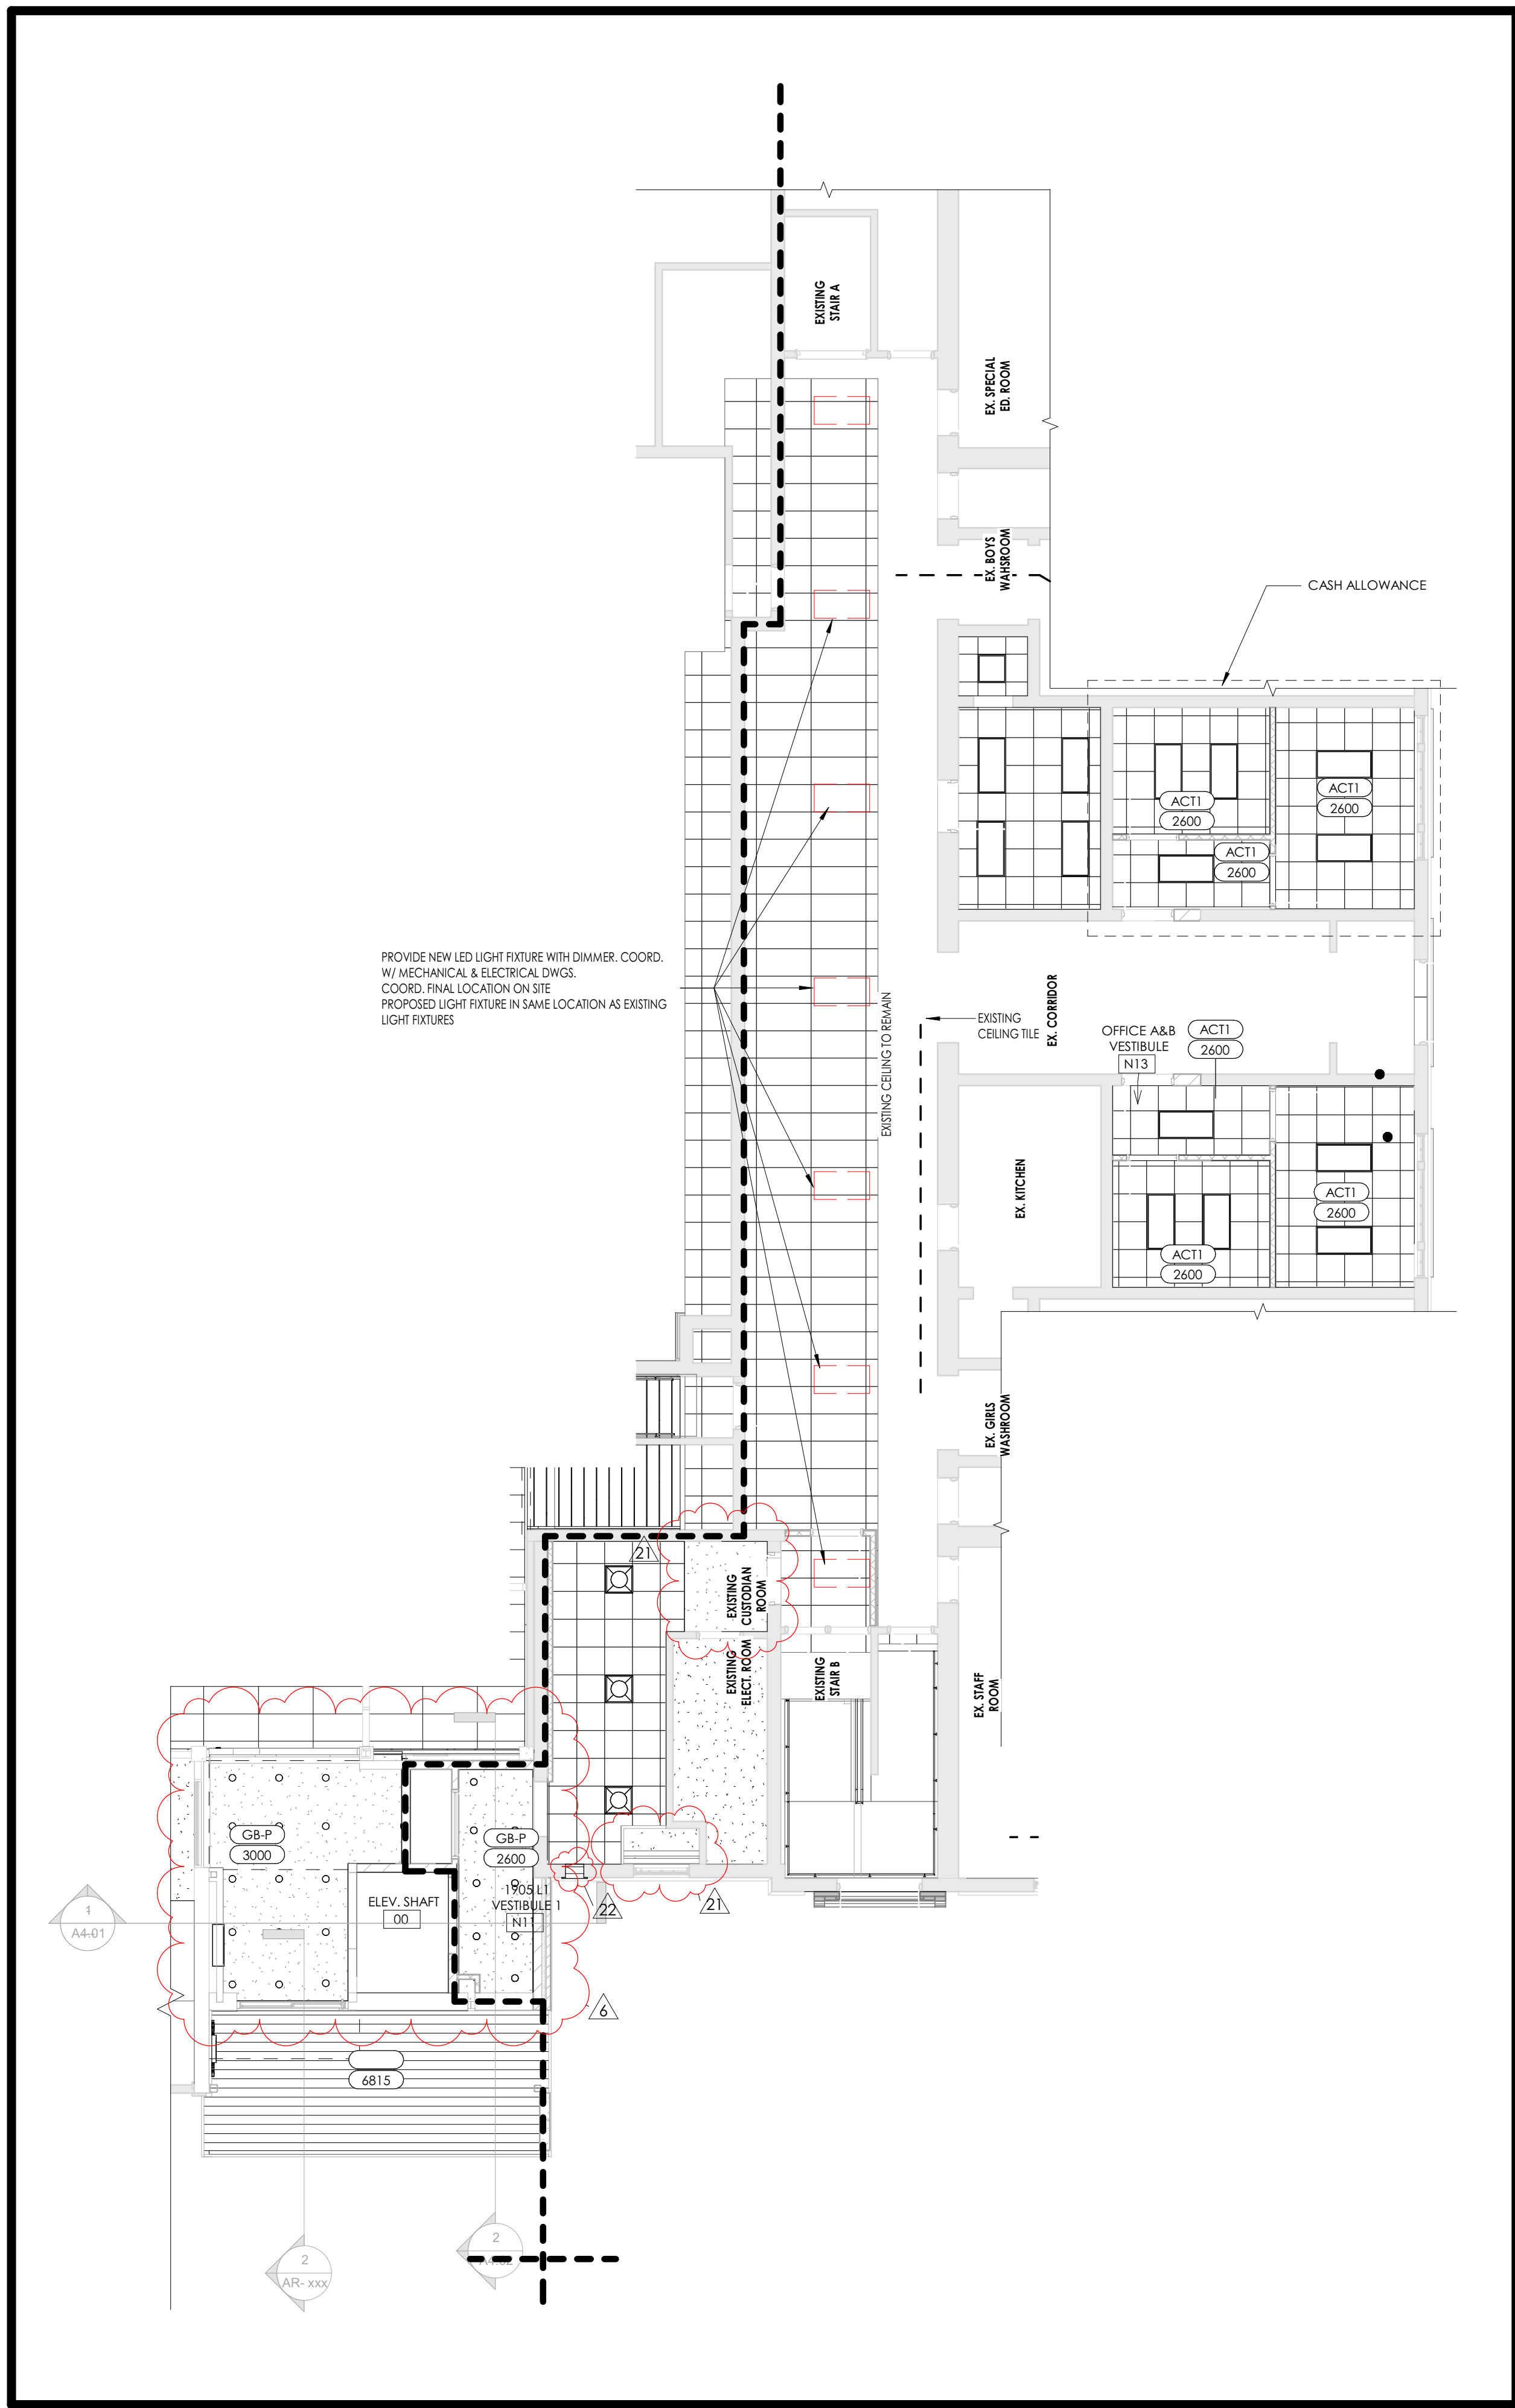 EXISTING
STAIR A
EX. SPECIAL
ED. ROOM
EX. BOYS
WAHSROOM
CASH ALLOWANCE
ACT1
2600
ACT1
2600
ACT1
2600
PROVIDE NEW LED LIGHT FIXTURE WITH DIMMER. COORD.
W/ MECHANICAL & ELECTRICAL DWGS.
COORD. FINAL LOCATION ON SITE
PROPOSED LIGHT FIXTURE IN SAME LOCATION AS EXISTING
LIGHT FIXTURES
EXISTING CEILING TO REMAIN
EXISTING
CEILING TILE
EX. CORRIDOR
OFFICE A&B
VESTIBULE
N13
ACT1
2600
EX. KITCHEN
ACT1
2600
ACT1
2600
EX. GIRLS
WASHROOM
21
EXISTING
CUSTODIAN
ROOM
EXISTING
ELECT. ROOM
EXISTING
STAIR B
EX. STAFF
ROOM
GB-P
3000
GB-P
2600
ELEV. SHAFT
00
1905 L1
VESTIBULE 1
N11
22
21
1
A4.01
6
6815
2
A4.02
2
AR- xxx